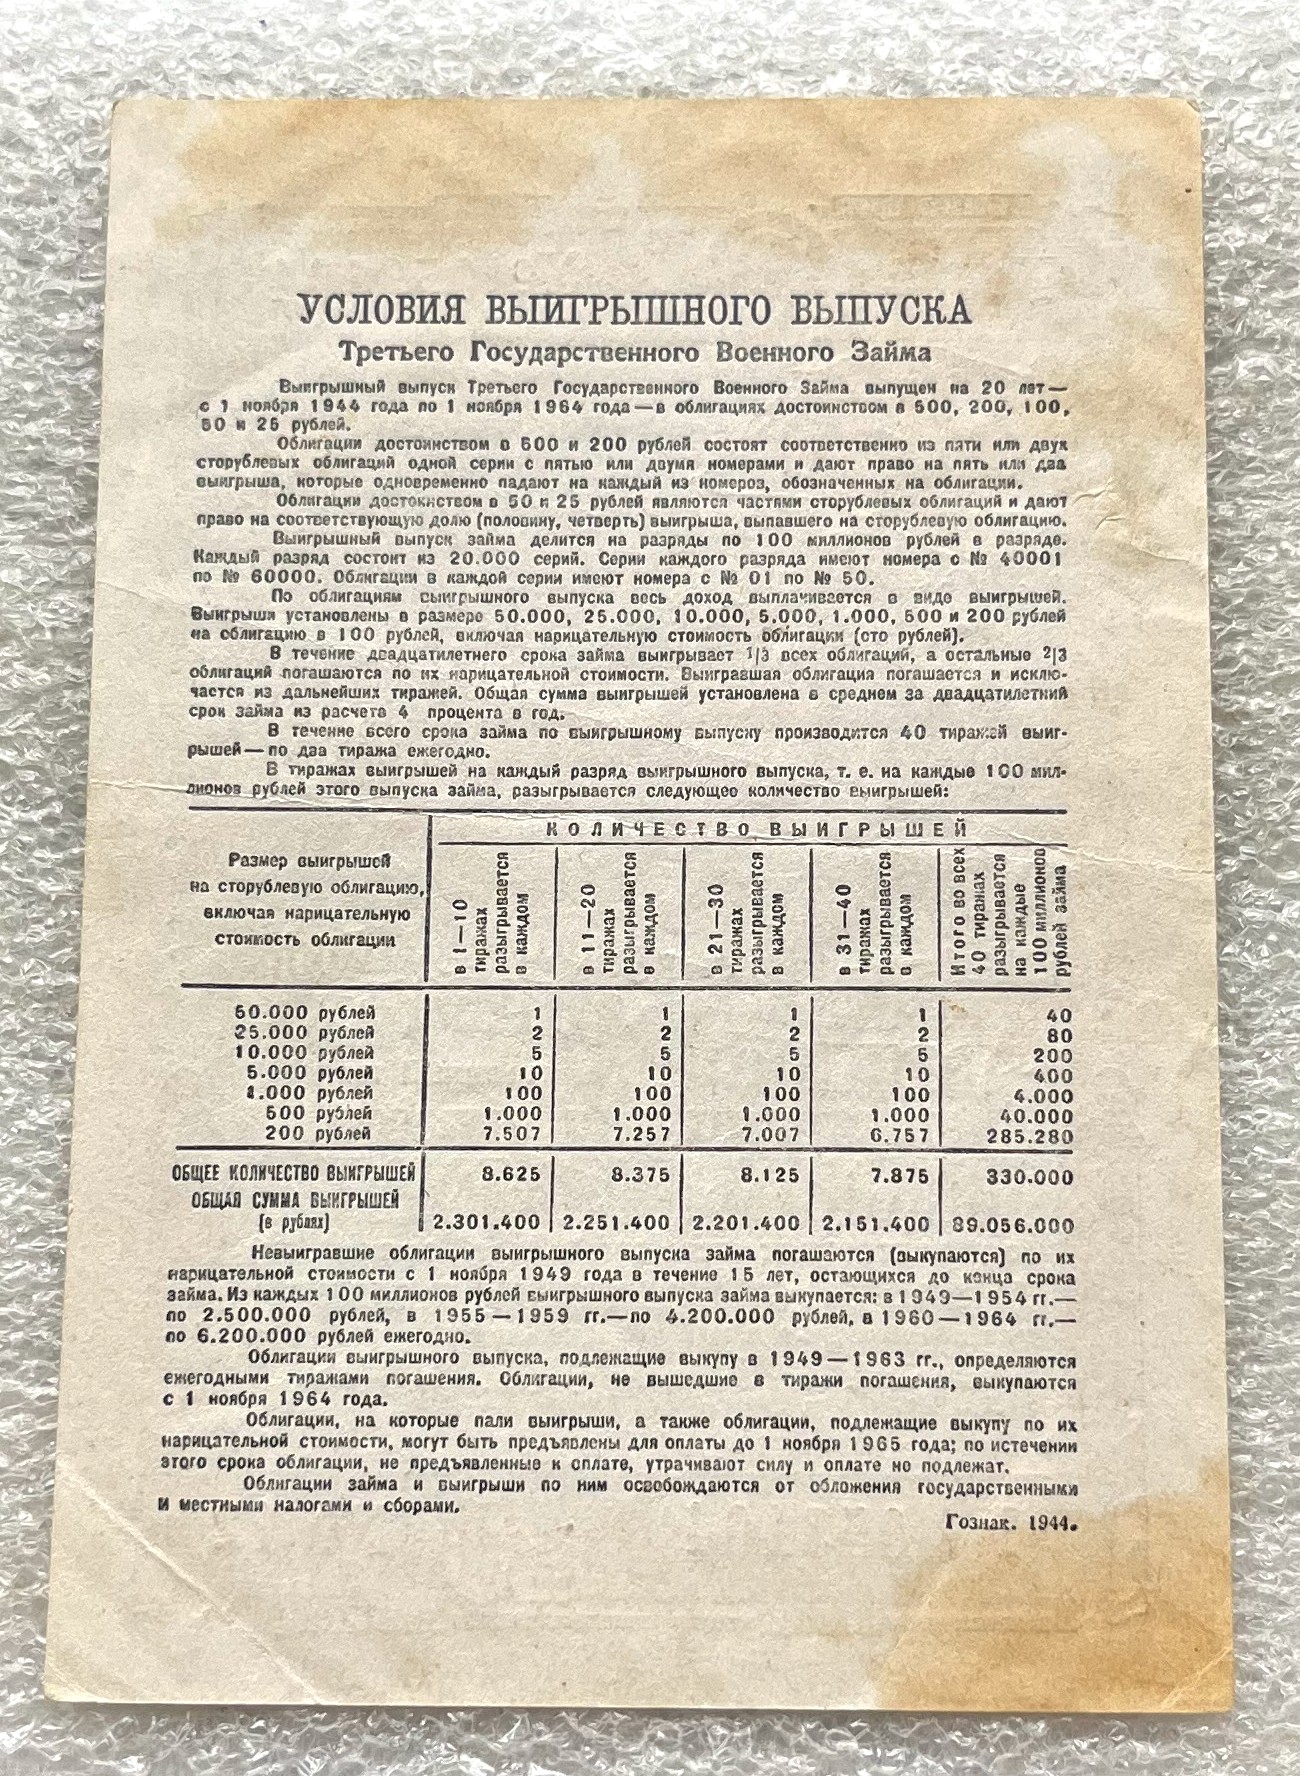 УСЛОВИЯ ВЫИГРЫШНОГО ВЫПУСКА
Третьего Государственного Военного Займа
Выигрышный выпуск Третьего Государственного Военного Займа выпущен на 20 лет—
с 1 ноября 1944 года по 1 ноября 1964 года—в облигациях достоинством в 500, 200, 100,
50 и 25 рублей.
Облигации достоинством в 500 и 200 рублей состоят соответственно из пяти или двух
сторублевых облигаций одной серии с пятью или двумя номерами и дают право на пять или два
выигрыша, которые одновременно падают на каждый из номеров, обозначенных на облигации.
Облигации достоинством в 50 и 25 рублей являются частями сторублевых облигаций и дают
право на соответствующую долю (половину, четверть) выигрыша, выпавшего на сторублевую облигацию.
Выигрышный выпуск займа делится на разряды по 100 миллионов рублей в разряде.
Каждый разряд состоит из 20.000 серий. Серии каждого разряда имеют номера с № 40001
по № 60000. Облигации в каждой серии имеют номера с № 01 по № 50.
По облигациям выигрышного выпуска весь доход выплачивается в виде выигрышей.
Выигрыши установлены в размере 50.000, 25.000, 10.000, 5.000, 1.000, 500 и 200 рублей
на облигацию в 100 рублей, включая нарицательную стоимость облигации (сто рублей).
В течение двадцатилетнего срока займа выигрывает 1|3 всех облигаций, а остальные 2|3
облигаций погашаются по их нарицательной стоимости. Выигравшая облигация погашается и исклю-
чается из дальнейших тиражей. Общая сумма выигрышей установлена в среднем за двадцатилетний
срок займа из расчета 4 процента в год.
В течение всего срока займа по выигрышному выпуску производится 40 тиражей выиг-
рышей—по два тиража ежегодно.
В тиражах выигрышей на каждый разряд выигрышного выпуска, т. е. на каждые 100 мил-
лионов рублей этого выпуска займа, разыгрывается следующее количество выигрышей:
Размер выигрышей
на сторублевую облигацию,
включая нарицательную
стоимость облигации
КОЛИЧЕСТВО ВЫИГРЫШЕЙ
в 1—10
тиражах
разыгрывается
в каждом
в 11—20
тиражах
разыгрывается
в каждом
в 21—30
тиражах
разыгрывается
в каждом
в 31—40
тиражах
разыгрывается
в каждом
Итого во всех
40 тиражах
разыгрывается
на каждые
100 миллионов
рублей займа
50.000 рублей 1 1 1 1 40
25.000 рублей 2 2 2 2 80
10.000 рублей 5 5 5 5 200
5.000 рублей 10 10 10 10 400
1.000 рублей 100 100 100 100 4.000
500 рублей 1.000 1.000 1.000 1.000 40.000
200 рублей 7.507 7.257 7.007 6.757 285.280
ОБЩЕЕ КОЛИЧЕСТВО ВЫИГРЫШЕЙ 8.625 8.375 8.125 7.875 330.000
ОБЩАЯ СУММА ВЫИГРЫШЕЙ
(в рублях) 2.301.400 2.251.400 2.201.400 2.151.400 89.056.000
Невыигравшие облигации выигрышного выпуска займа погашаются (выкупаются) по их
нарицательной стоимости с 1 ноября 1949 года в течение 15 лет, остающихся до конца срока
займа. Из каждых 100 миллионов рублей выигрышного выпуска займа выкупается: в 1949—1954 гг.—
по 2.500.000 рублей, в 1955—1959 гг.—по 4.200.000 рублей, в 1960—1964 гг.—
по 6.200.000 рублей ежегодно.
Облигации выигрышного выпуска, подлежащие выкупу в 1949—1963 гг., определяются
ежегодными тиражами погашения. Облигации, не вышедшие в тиражи погашения, выкупаются
с 1 ноября 1964 года.
Облигации, на которые пали выигрыши, а также облигации, подлежащие выкупу по их
нарицательной стоимости, могут быть предъявлены для оплаты до 1 ноября 1965 года; по истечении
этого срока облигации, не предъявленные к оплате, утрачивают силу и оплате не подлежат.
Облигации займа и выигрыши по ним освобождаются от обложения государственными
и местными налогами и сборами.
Гознак. 1944.